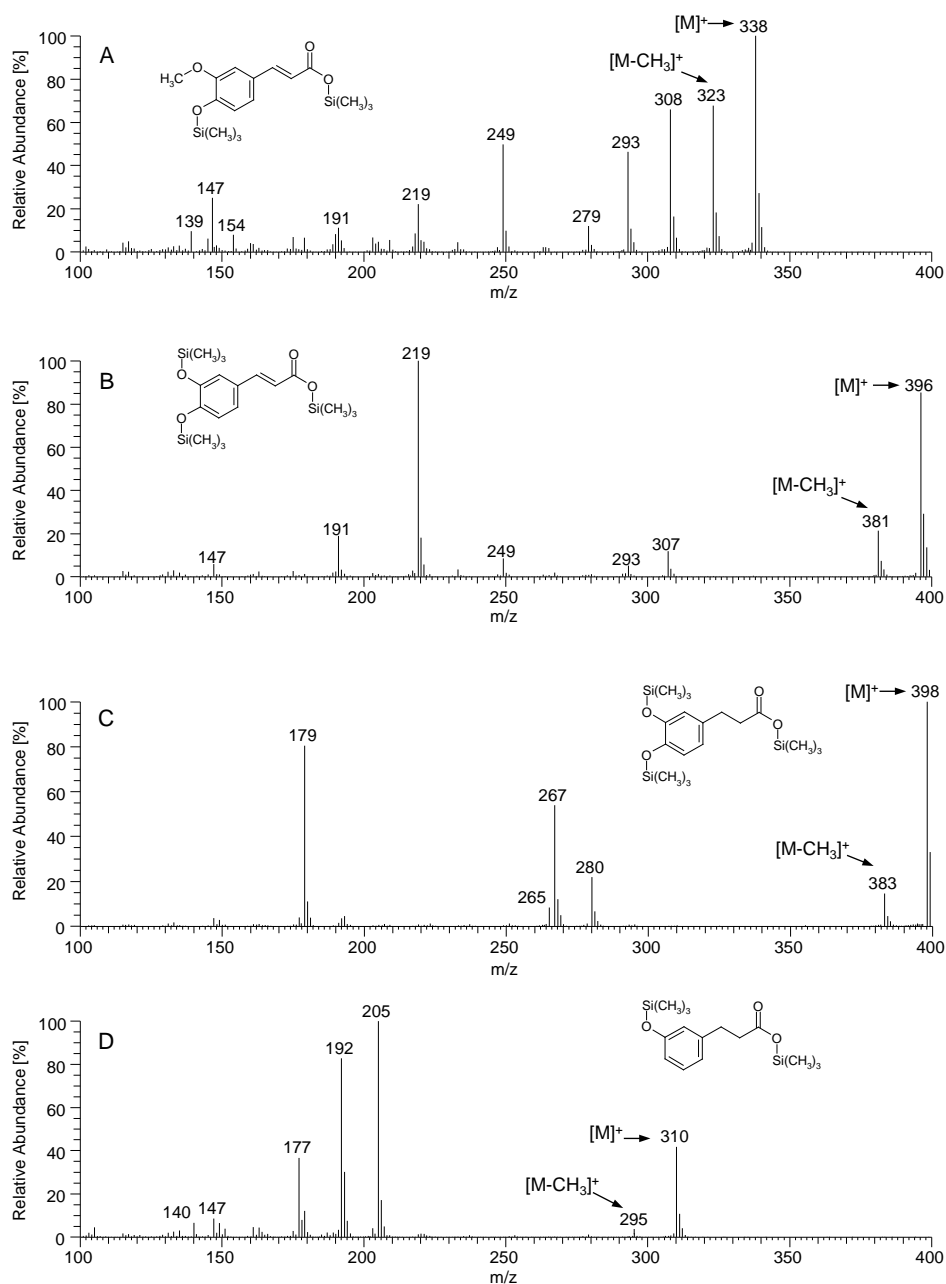 A
[M]⁺ 338
[M-CH₃]⁺
323
308
293
279
249
219
191
154
147
139
H₃C O
O
O
O
Si(CH₃)₃
Si(CH₃)₃
Relative Abundance [%]
100
80
60
40
20
0
100 150 200 250 300 350 400
m/z
B
Si(CH₃)₃
O
O
O
O
Si(CH₃)₃
Si(CH₃)₃
219
[M]⁺ 396
[M-CH₃]⁺
381
307
293
249
191
147
Relative Abundance [%]
100
80
60
40
20
0
100 150 200 250 300 350 400
m/z
C
Si(CH₃)₃
O
O
O
O
Si(CH₃)₃
Si(CH₃)₃
[M]⁺ 398
[M-CH₃]⁺
383
280
267
265
179
Relative Abundance [%]
100
80
60
40
20
0
100 150 200 250 300 350 400
m/z
D
Si(CH₃)₃
O
O
O
Si(CH₃)₃
205
192
177
[M]⁺ 310
[M-CH₃]⁺
295
140 147
Relative Abundance [%]
100
80
60
40
20
0
100 150 200 250 300 350 400
m/z